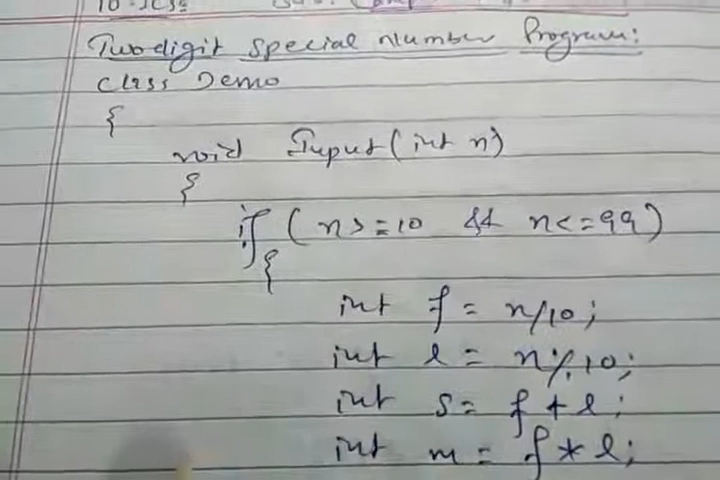 Two digit special number Program:
class Demo
{
void Input(int n)
{
if (n>=10 && n<=99)
{
int f = n/10;
int l = n%10;
int s= f+l;
int m = f*l;